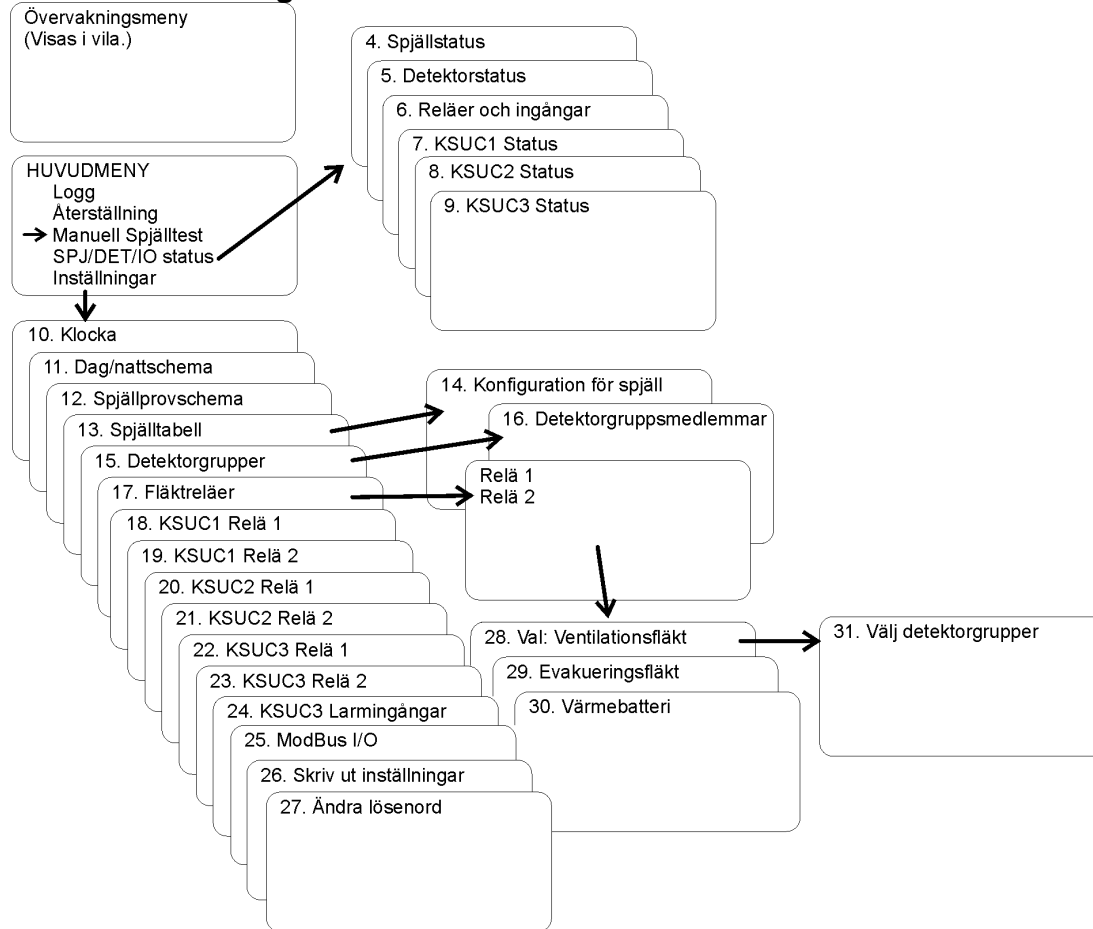 Övervakningsmeny
(Visas i vila.)
HUVUDMENY
Logg
Återställning
Manuell Spjälltest
SPJ/DET/IO status
Inställningar
4. Spjällstatus
5. Detektorstatus
6. Reläer och ingångar
7. KSUC1 Status
8. KSUC2 Status
9. KSUC3 Status
10. Klocka
11. Dag/nattschema
12. Spjällprovschema
13. Spjälltabell
15. Detektorgrupper
17. Fläktreläer
18. KSUC1 Relä 1
19. KSUC1 Relä 2
20. KSUC2 Relä 1
21. KSUC2 Relä 2
22. KSUC3 Relä 1
23. KSUC3 Relä 2
24. KSUC3 Larmingångar
25. ModBus I/O
26. Skriv ut inställningar
27. Ändra lösenord
14. Konfiguration för spjäll
16. Detektorgruppsmedlemmar
Relä 1
Relä 2
28. Val: Ventilationsfläkt
29. Evakueringsfläkt
30. Värmebatteri
31. Välj detektorgrupper